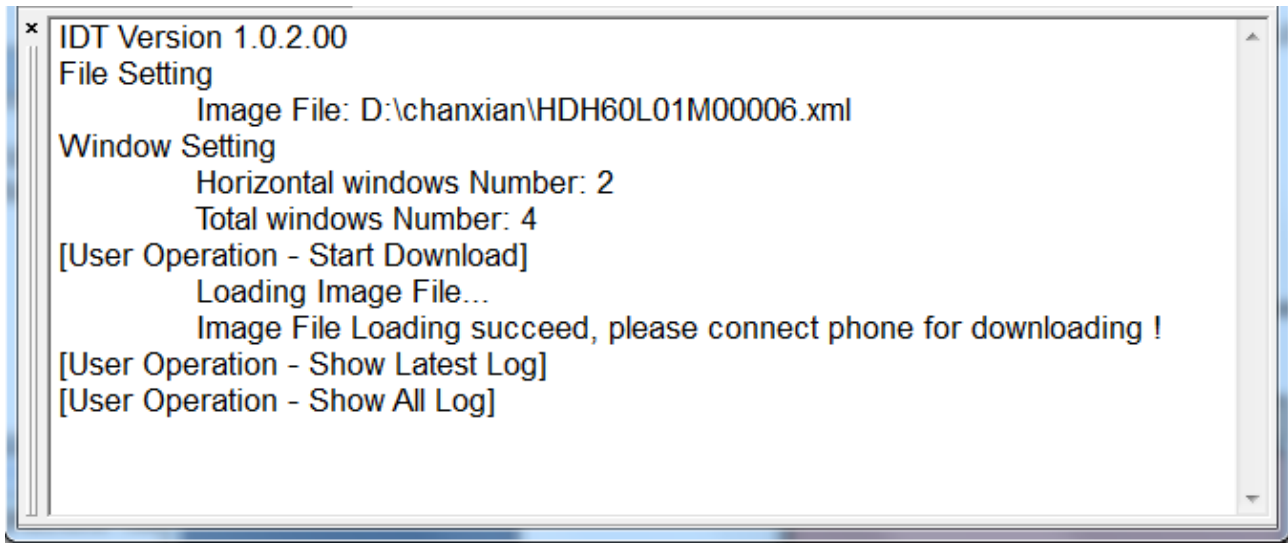 IDT Version 1.0.2.00
File Setting
Image File: D:\chanxian\HDH60L01M00006.xml
Window Setting
Horizontal windows Number: 2
Total windows Number: 4
[User Operation - Start Download]
Loading Image File...
Image File Loading succeed, please connect phone for downloading !
[User Operation - Show Latest Log]
[User Operation - Show All Log]